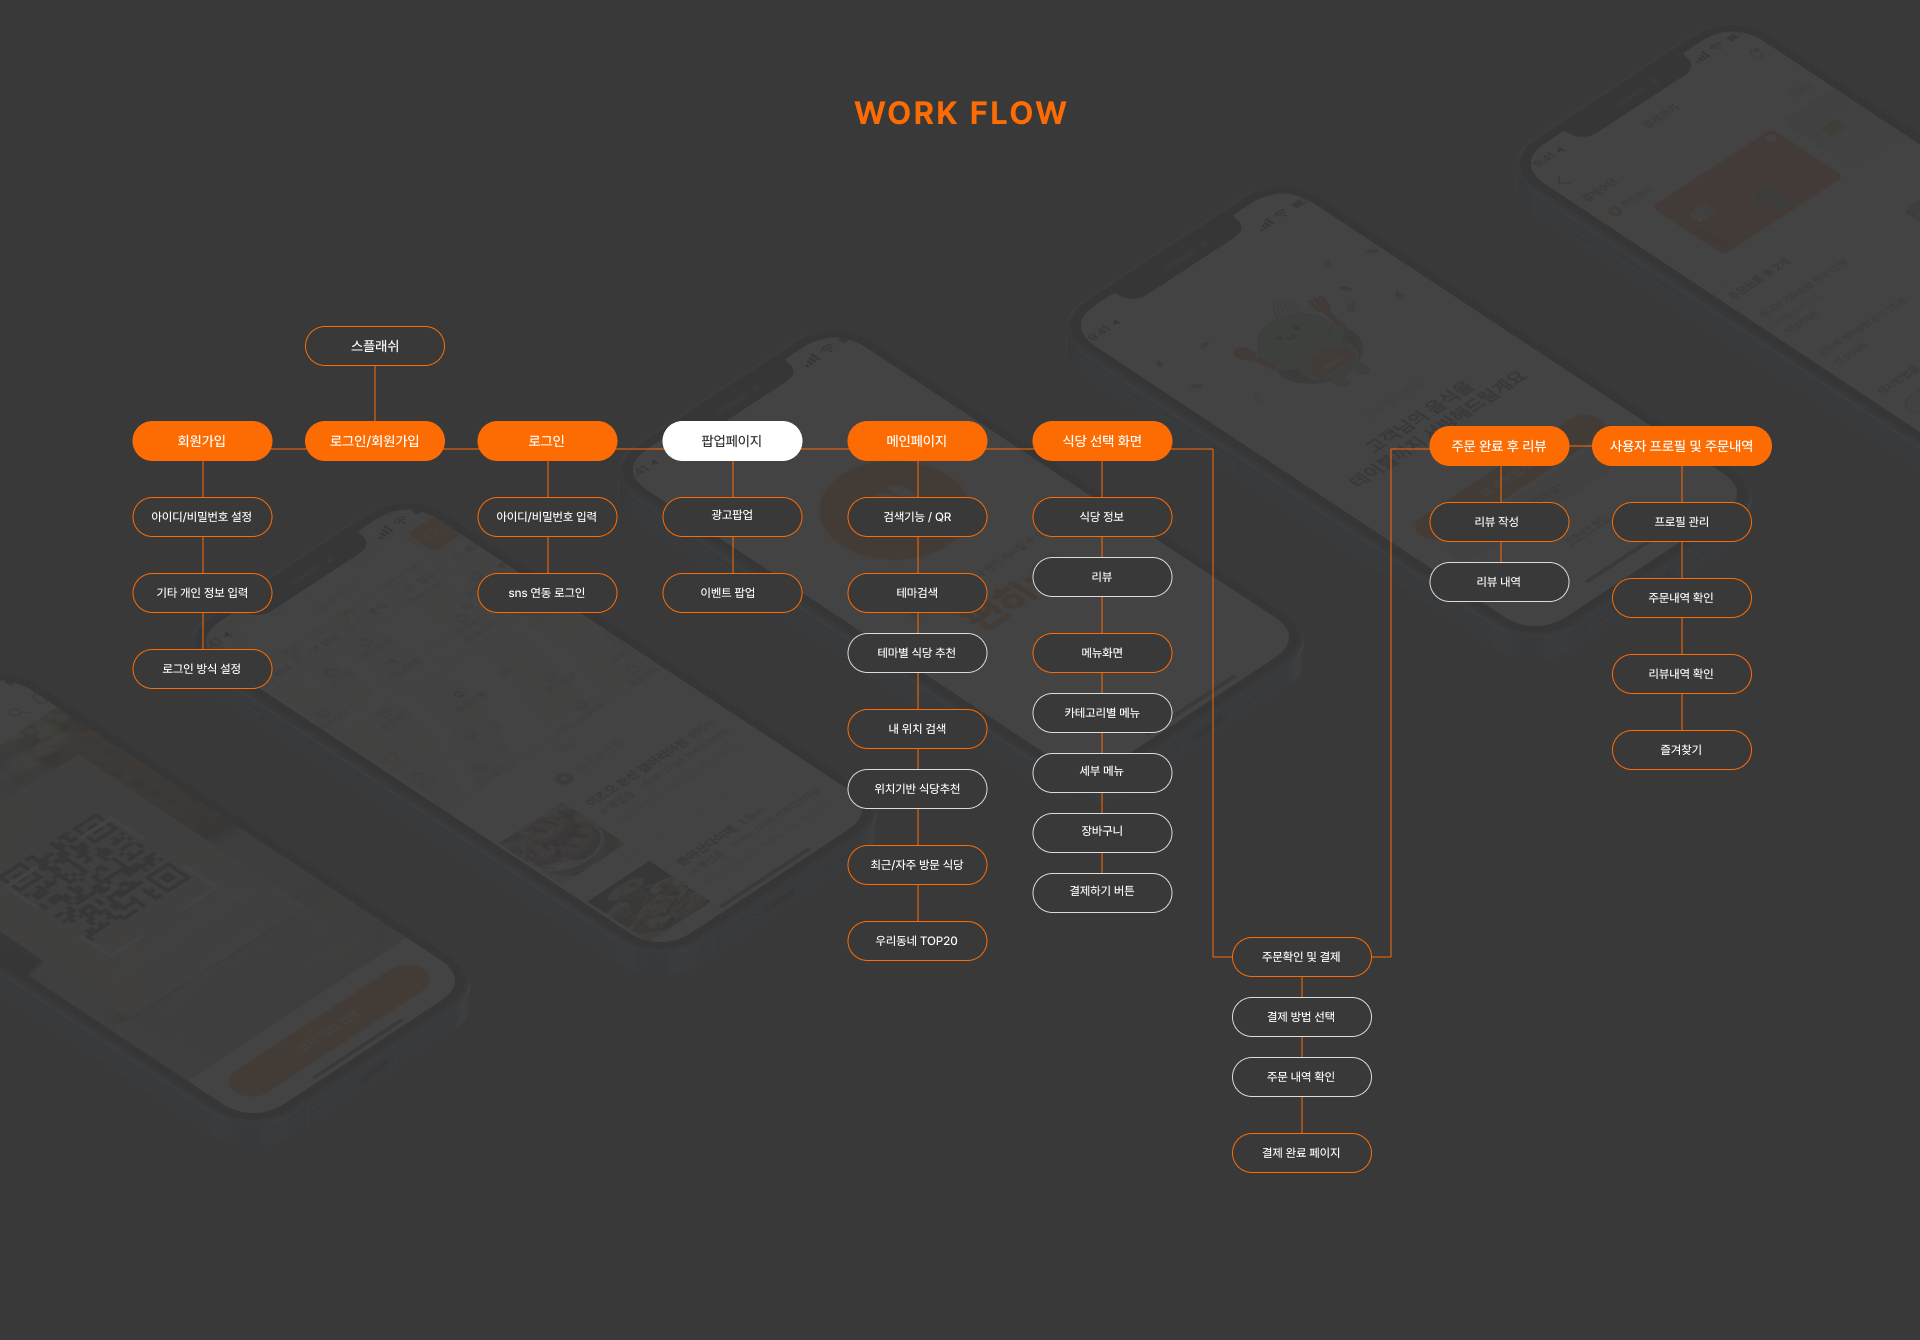 WORK FLOW
스플래쉬
회원가입
로그인/회원가입
로그인
팝업페이지
메인페이지
식당 선택 화면
주문 완료 후 리뷰
사용자 프로필 및 주문내역
아이디/비밀번호 설정
기타 개인 정보 입력
로그인 방식 설정
아이디/비밀번호 입력
sns 연동 로그인
광고팝업
이벤트 팝업
검색기능 / QR
테마검색
테마별 식당 추천
내 위치 검색
위치기반 식당추천
최근/자주 방문 식당
우리동네 TOP20
식당 정보
리뷰
메뉴화면
카테고리별 메뉴
세부 메뉴
장바구니
결제하기 버튼
주문확인 및 결제
결제 방법 선택
주문 내역 확인
결제 완료 페이지
리뷰 작성
리뷰 내역
프로필 관리
주문내역 확인
리뷰내역 확인
즐겨찾기
9:41
고객님의 음식을